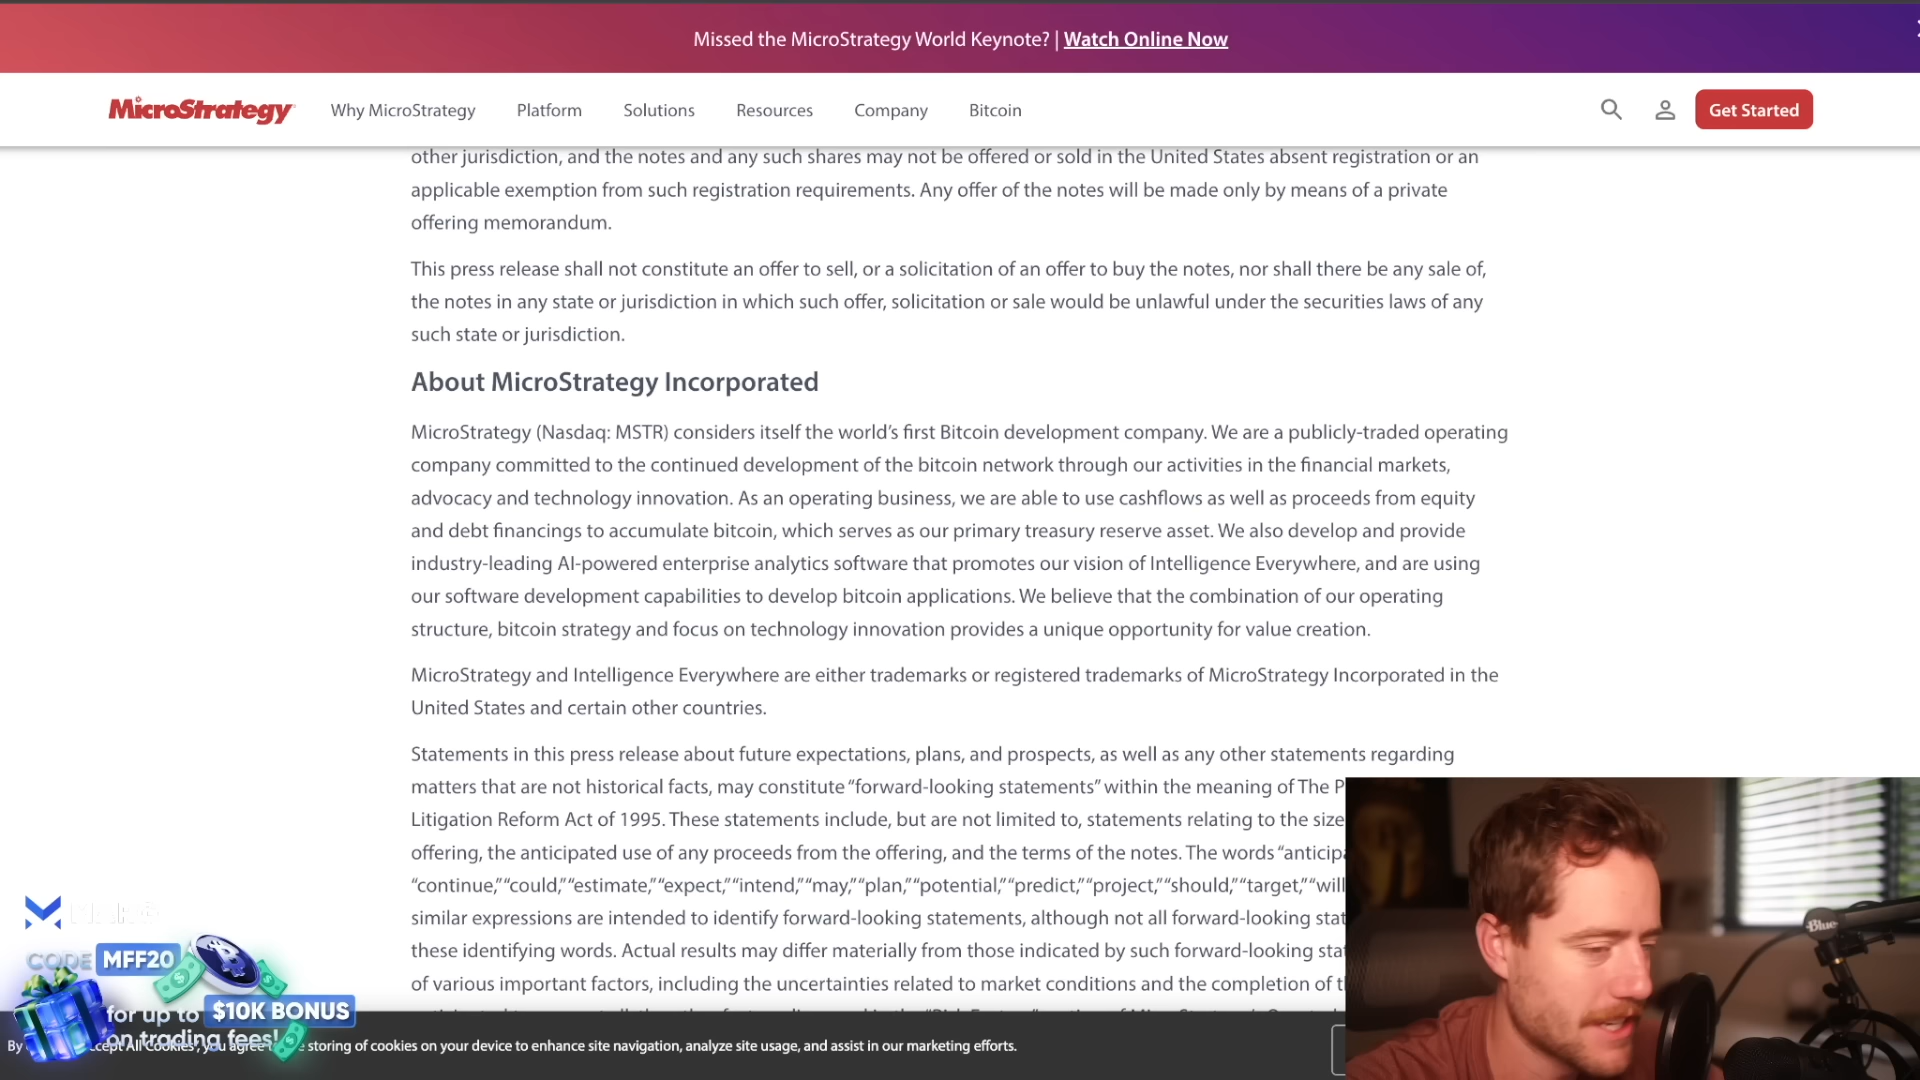 Missed the MicroStrategy World Keynote? | Watch Online Now
MicroStrategy Why MicroStrategy Platform Solutions Resources Company Bitcoin Get Started
other jurisdiction, and the notes and any such shares may not be offered or sold in the United States absent registration or an
applicable exemption from such registration requirements. Any offer of the notes will be made only by means of a private
offering memorandum.
This press release shall not constitute an offer to sell, or a solicitation of an offer to buy the notes, nor shall there be any sale of,
the notes in any state or jurisdiction in which such offer, solicitation or sale would be unlawful under the securities laws of any
such state or jurisdiction.
About MicroStrategy Incorporated
MicroStrategy (Nasdaq: MSTR) considers itself the world’s first Bitcoin development company. We are a publicly-traded operating
company committed to the continued development of the bitcoin network through our activities in the financial markets,
advocacy and technology innovation. As an operating business, we are able to use cashflows as well as proceeds from equity
and debt financings to accumulate bitcoin, which serves as our primary treasury reserve asset. We also develop and provide
industry-leading AI-powered enterprise analytics software that promotes our vision of Intelligence Everywhere, and are using
our software development capabilities to develop bitcoin applications. We believe that the combination of our operating
structure, bitcoin strategy and focus on technology innovation provides a unique opportunity for value creation.
MicroStrategy and Intelligence Everywhere are either trademarks or registered trademarks of MicroStrategy Incorporated in the
United States and certain other countries.
Statements in this press release about future expectations, plans, and prospects, as well as any other statements regarding
matters that are not historical facts, may constitute “forward-looking statements” within the meaning of The P
Litigation Reform Act of 1995. These statements include, but are not limited to, statements relating to the size
offering, the anticipated use of any proceeds from the offering, and the terms of the notes. The words “anticipa
“continue,” “could,” “estimate,” “expect,” “intend,” “may,” “plan,” “potential,” “predict,” “project,” “should,” “target,” “will
similar expressions are intended to identify forward-looking statements, although not all forward-looking stat
these identifying words. Actual results may differ materially from those indicated by such forward-looking stat
of various important factors, including the uncertainties related to market conditions and the completion of t
CODE MFF20
for up to $10K BONUS
on trading fees!
By cept All Cookies”, you agree storing of cookies on your device to enhance site navigation, analyze site usage, and assist in our marketing efforts.
Blue